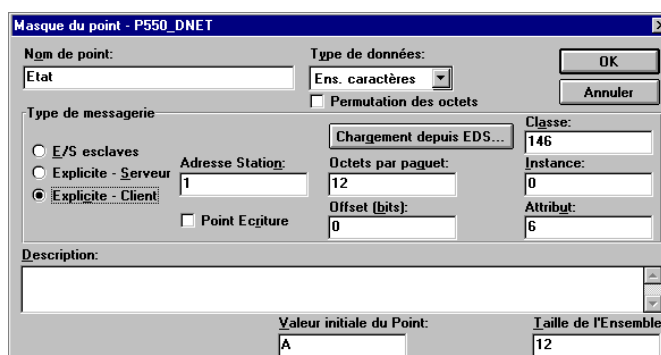 Masque du point - P550_DNET
Nom de point:
Etat
Type de données:
Ens. caractères
Permutation des octets
OK
Annuler
Type de messagerie
E/S esclaves
Explicite - Serveur
Explicite - Client
Adresse Station:
1
Point Ecriture
Chargement depuis EDS...
Octets par paquet:
12
Offset (bits):
0
Classe:
146
Instance:
0
Attribut:
6
Description:
Valeur initiale du Point:
A
Taille de l'Ensemble
12